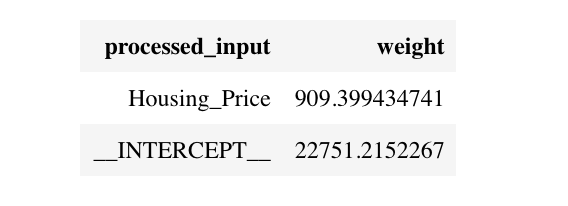 processed_input weight
Housing_Price 909.399434741
__INTERCEPT__ 22751.2152267